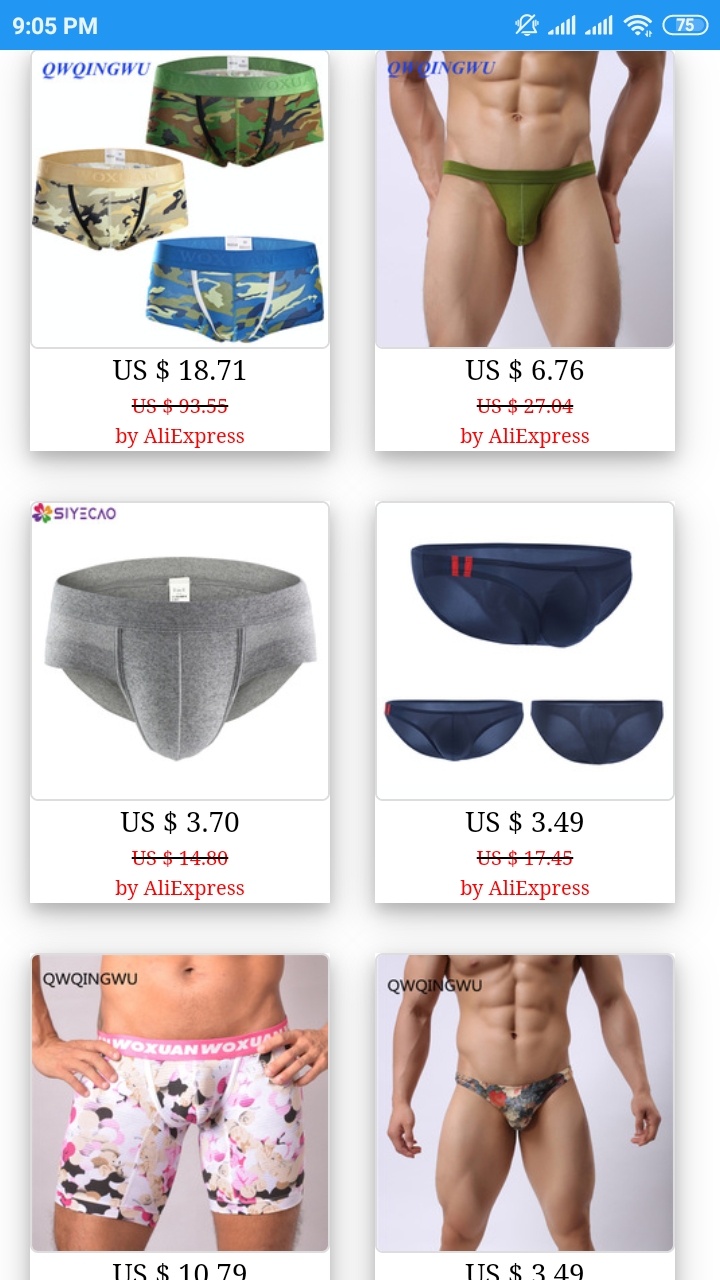 9:05 PM
75
QWQINGWU
WOXUAN
WOXUAN
WOXUAN
US $ 18.71
US $ 93.55
by AliExpress
QWQINGWU
US $ 6.76
US $ 27.04
by AliExpress
SIYECAO
US $ 3.70
US $ 14.80
by AliExpress
US $ 3.49
US $ 17.45
by AliExpress
QWQINGWU
WOXUAN WOXUAN
US $ 10.79
QWQINGWU
US $ 3.49